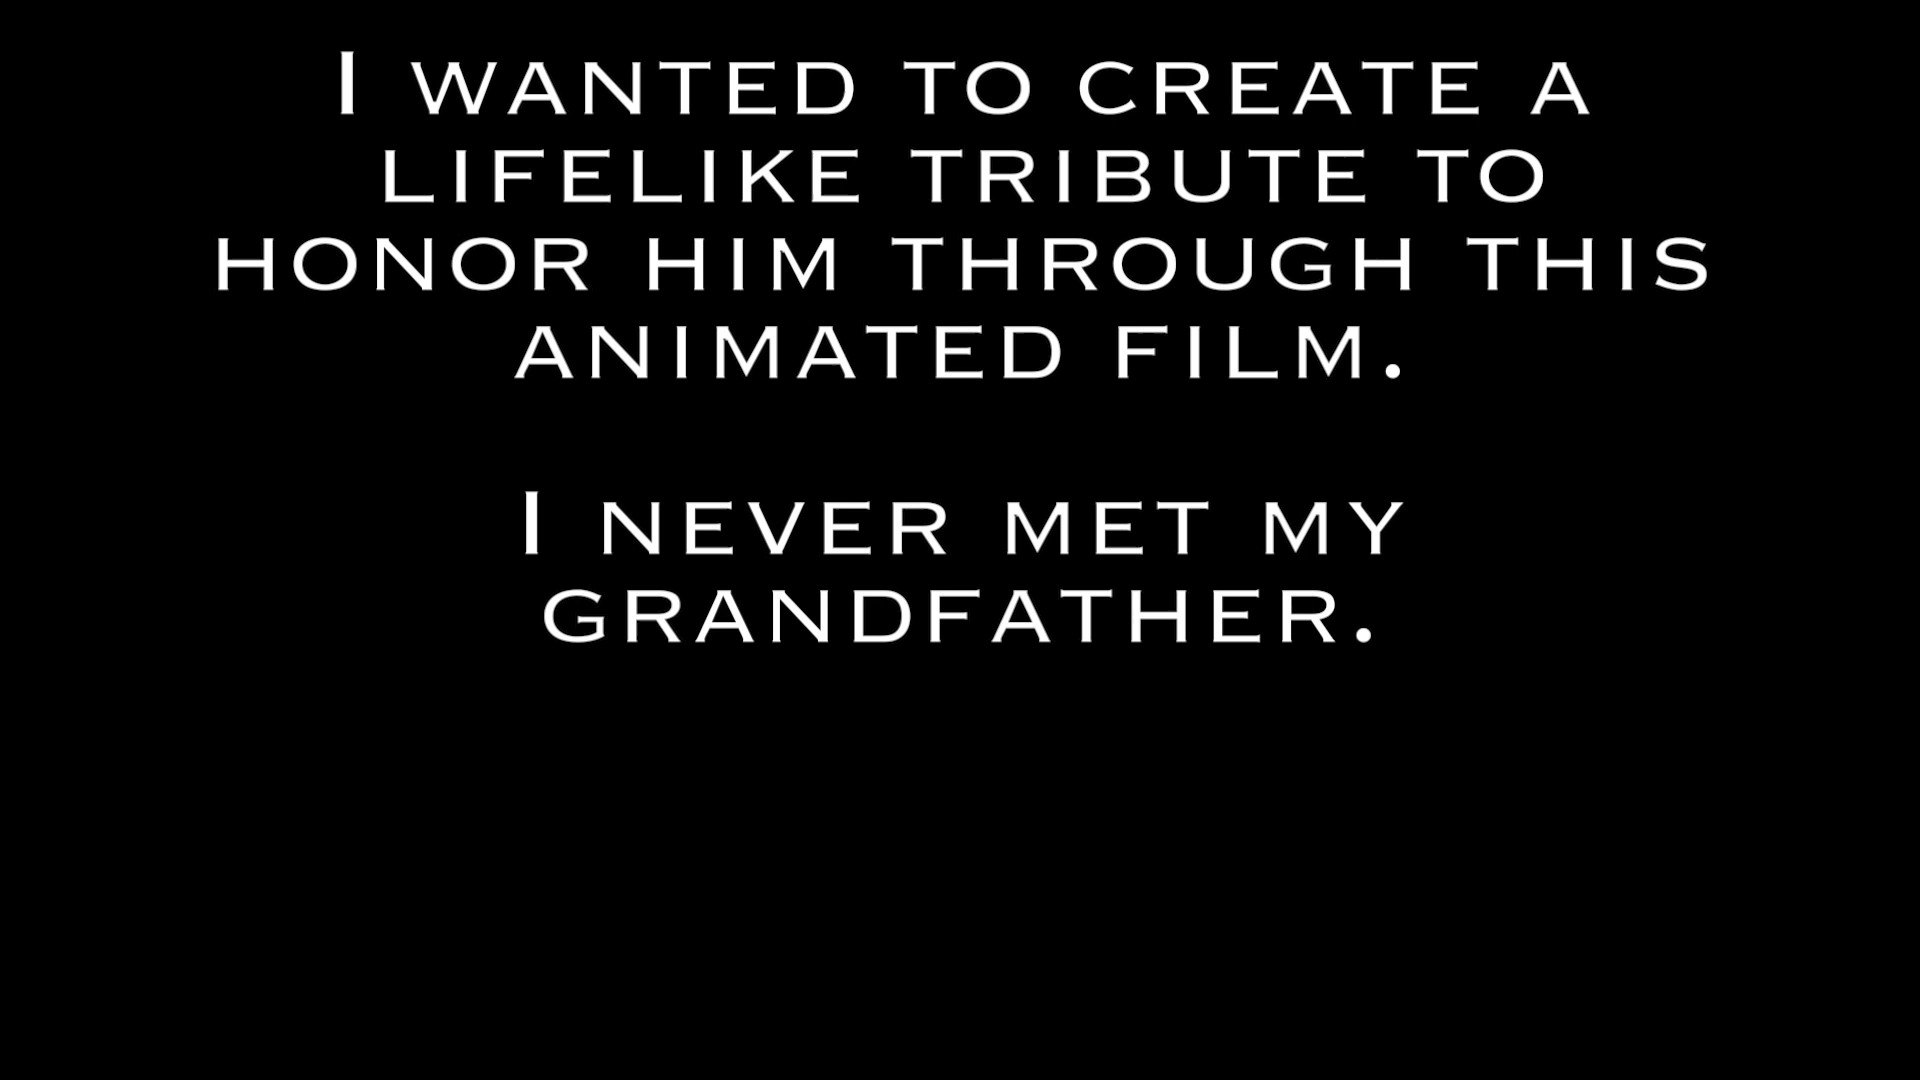 I WANTED TO CREATE A
LIFELIKE TRIBUTE TO
HONOR HIM THROUGH THIS
ANIMATED FILM.
I NEVER MET MY
GRANDFATHER.